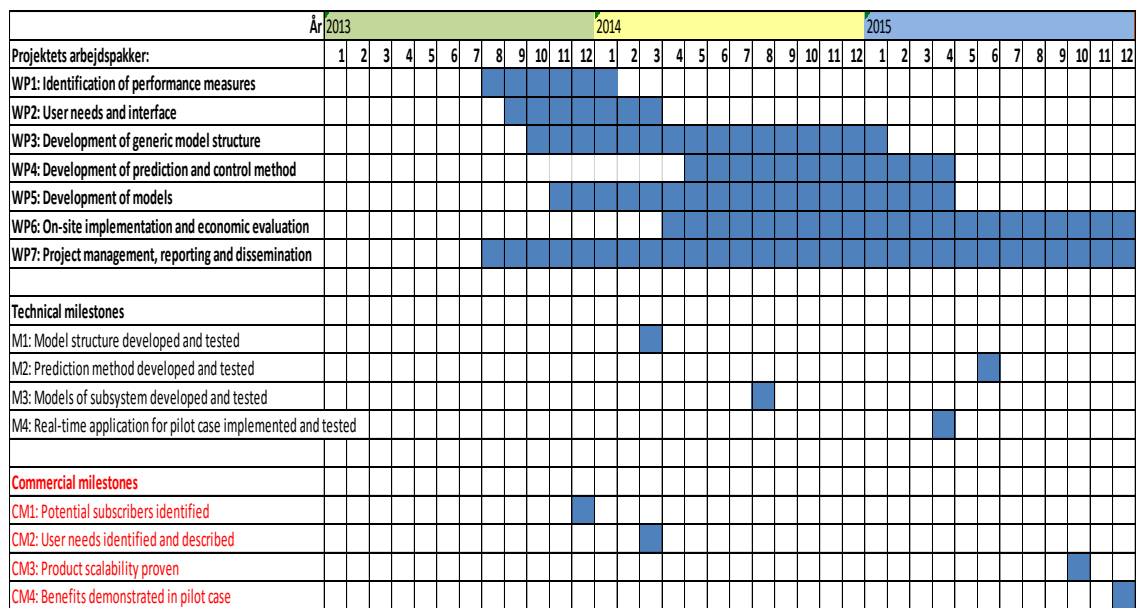 År 2013 2014 2015
Projektets arbejdspakker: 1 2 3 4 5 6 7 8 9 10 11 12 1 2 3 4 5 6 7 8 9 10 11 12 1 2 3 4 5 6 7 8 9 10 11 12
WP1: Identification of performance measures
WP2: User needs and interface
WP3: Development of generic model structure
WP4: Development of prediction and control method
WP5: Development of models
WP6: On-site implementation and economic evaluation
WP7: Project management, reporting and dissemination
Technical milestones
M1: Model structure developed and tested
M2: Prediction method developed and tested
M3: Models of subsystem developed and tested
M4: Real-time application for pilot case implemented and tested
Commercial milestones
CM1: Potential subscribers identified
CM2: User needs identified and described
CM3: Product scalability proven
CM4: Benefits demonstrated in pilot case